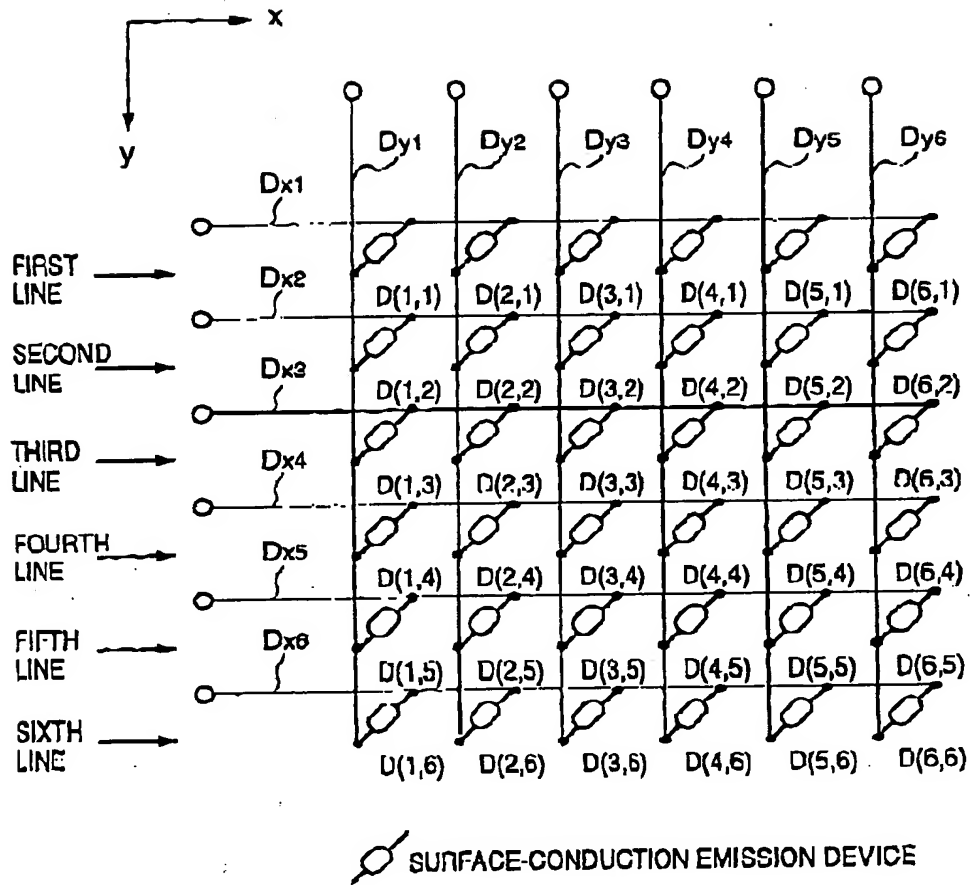 x
y
Dy1 Dy2 Dy3 Dy4 Dy5 Dy6
Dx1
FIRST
LINE
Dx2
D(1,1) D(2,1) D(3,1) D(4,1) D(5,1) D(6,1)
SECOND
LINE
Dx3
D(1,2) D(2,2) D(3,2) D(4,2) D(5,2) D(6,2)
THIRD
LINE
Dx4
D(1,3) D(2,3) D(3,3) D(4,3) D(5,3) D(6,3)
FOURTH
LINE
Dx5
D(1,4) D(2,4) D(3,4) D(4,4) D(5,4) D(6,4)
FIFTH
LINE
Dx6
D(1,5) D(2,5) D(3,5) D(4,5) D(5,5) D(6,5)
SIXTH
LINE
D(1,6) D(2,6) D(3,6) D(4,6) D(5,6) D(6,6)
SURFACE-CONDUCTION EMISSION DEVICE